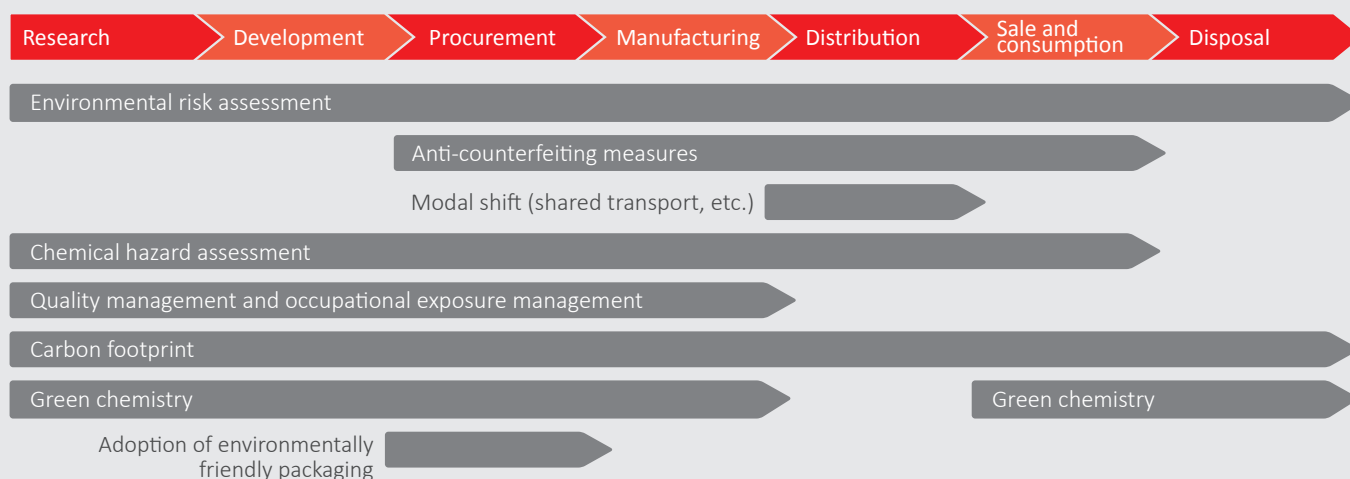 Research
Development
Procurement
Manufacturing
Distribution
Sale and
consumption
Disposal
Environmental risk assessment
Anti-counterfeiting measures
Modal shift (shared transport, etc.)
Chemical hazard assessment
Quality management and occupational exposure management
Carbon footprint
Green chemistry
Green chemistry
Adoption of environmentally
friendly packaging